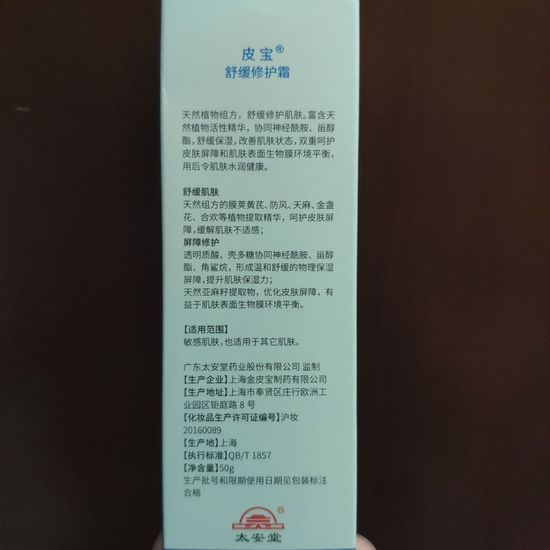 皮宝®
舒缓修护霜
天然植物组方，舒缓修护肌肤。富含天
然植物活性精华，协同神经酰胺、甾醇
酯，舒缓保湿，改善肌肤状态，双重呵护
皮肤屏障和肌肤表面生物膜环境平衡，
用后令肌肤水润健康。
舒缓肌肤
天然组方的膜荚黄芪、防风、天麻、金盏
花、合欢等植物提取精华，呵护皮肤屏
障，缓解肌肤不适感；
屏障修护
透明质酸、壳多糖协同神经酰胺、甾醇
酯、角鲨烷，形成温和舒缓的物理保湿
屏障，提升肌肤保湿力；
天然亚麻籽提取物，优化皮肤屏障，有
益于肌肤表面生物膜环境平衡。
【适用范围】
敏感肌肤，也适用于其它肌肤。
广东太安堂药业股份有限公司 监制
【生产企业】上海金皮宝制药有限公司
【生产地址】上海市奉贤区庄行欧洲工
业园区钜庭路 8 号
【化妆品生产许可证编号】沪妆
20160089
【生产地】上海
【执行标准】QB/T 1857
【净含量】50g
生产批号和限期使用日期见包装标注
合格
®
太安堂